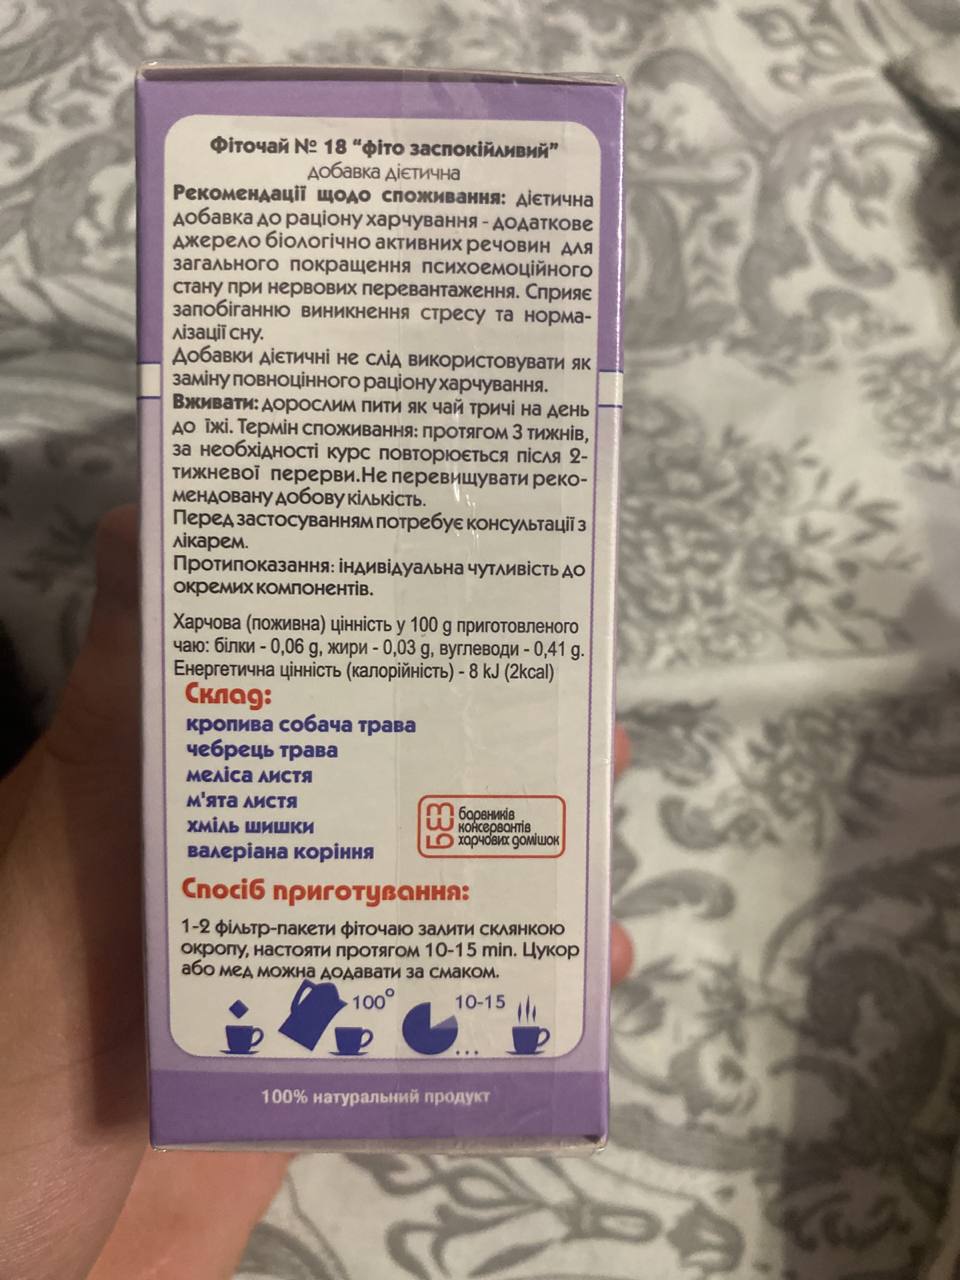 Фіточай № 18 “фіто заспокійливий”
добавка дієтична
Рекомендації щодо споживання: дієтична
добавка до раціону харчування - додаткове
джерело біологічно активних речовин для
загального покращення психоемоційного
стану при нервових перевантаження. Сприяє
запобіганню виникнення стресу та норма-
лізації сну.
Добавки дієтичні не слід використовувати як
заміну повноцінного раціону харчування.
Вживати: дорослим пити як чай тричі на день
до їжі. Термін споживання: протягом 3 тижнів,
за необхідності курс повторюється після 2-
тижневої перерви.Не перевищувати реко-
мендовану добову кількість.
Перед застосуванням потребує консультації з
лікарем.
Протипоказання: індивідуальна чутливість до
окремих компонентів.
Харчова (поживна) цінність у 100 g приготовленого
чаю: білки - 0,06 g, жири - 0,03 g, вуглеводи - 0,41 g.
Енергетична цінність (калорійність) - 8 kJ (2kcal)
Склад:
кропива собача трава
чебрець трава
меліса листя
м'ята листя
хміль шишки
валеріана коріння
БЕЗ
барвників
консервантів
харчових домішок
Спосіб приготування:
1-2 фільтр-пакети фіточаю залити склянкою
окропу, настояти протягом 10-15 min. Цукор
або мед можна додавати за смаком.
100° 10-15
...
100% натуральний продукт